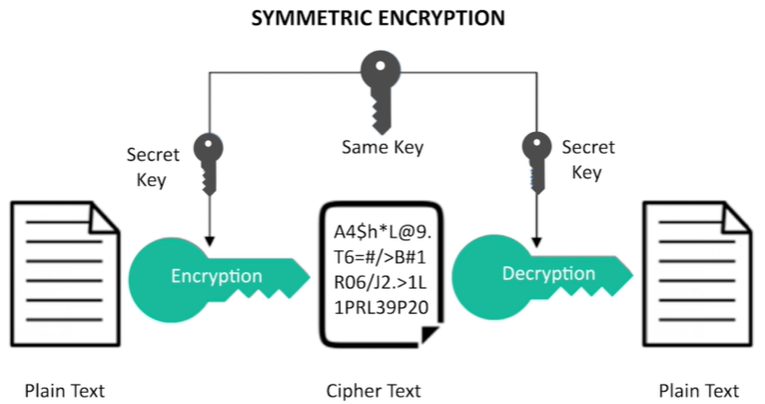 SYMMETRIC ENCRYPTION
Same Key
Secret
Key
Secret
Key
Encryption
A4$h*L@9.
T6=#/>B#1
R06/J2.>1L
1PRL39P20
Decryption
Plain Text
Cipher Text
Plain Text